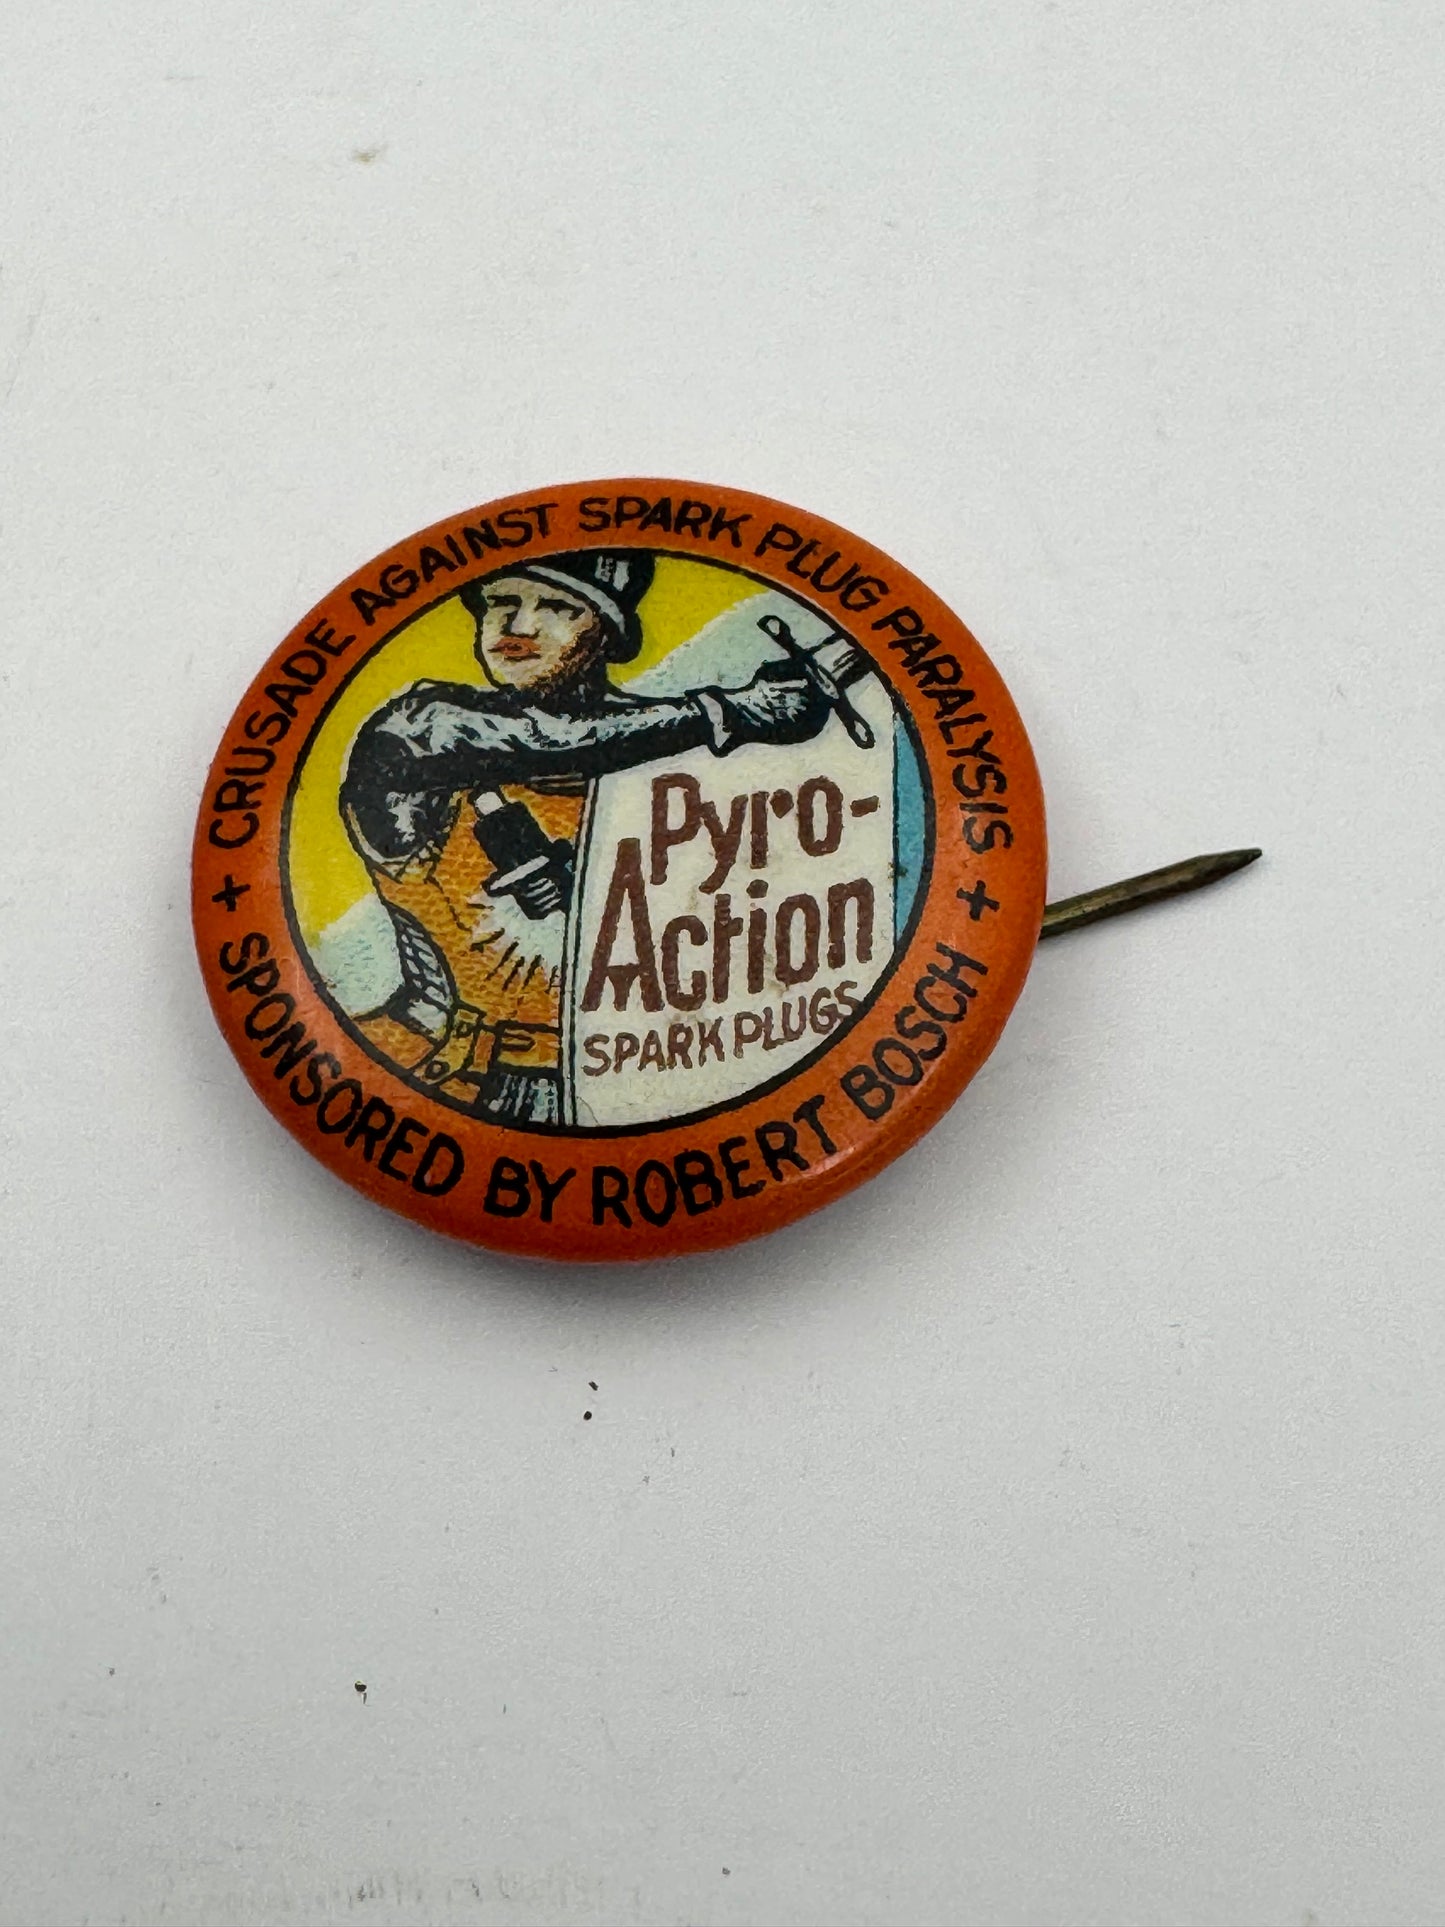 + CRUSADE AGAINST SPARK PLUG PARALYSIS +
Pyro-
Action
SPARK PLUGS
SPONSORED BY ROBERT BOSCH